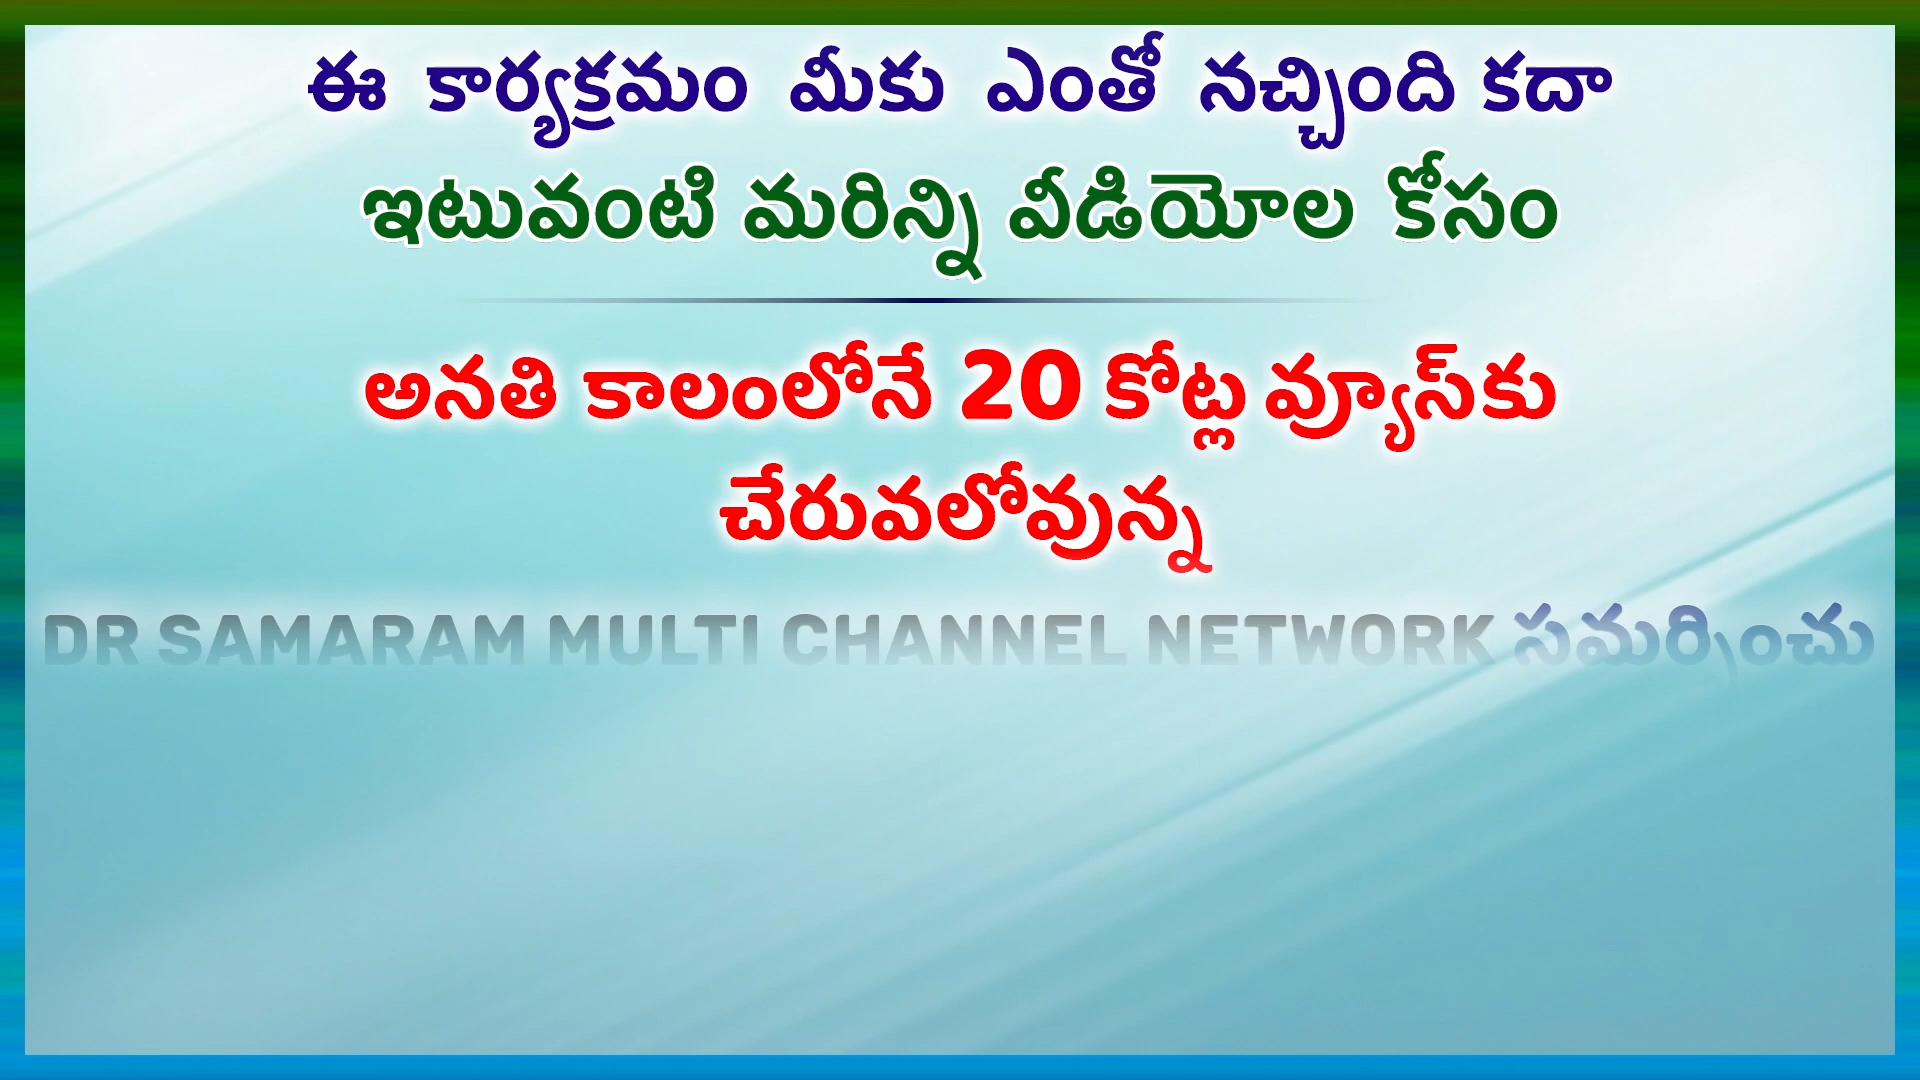 ఈ కార్యక్రమం మీకు ఎంతో నచ్చింది కదా
ఇటువంటి మరిన్ని వీడియోల కోసం
అనతి కాలంలోనే 20 కోట్ల వ్యూస్‌కు
చేరువలోవున్న
DR SAMARAM MULTI CHANNEL NETWORK సమర్పించు